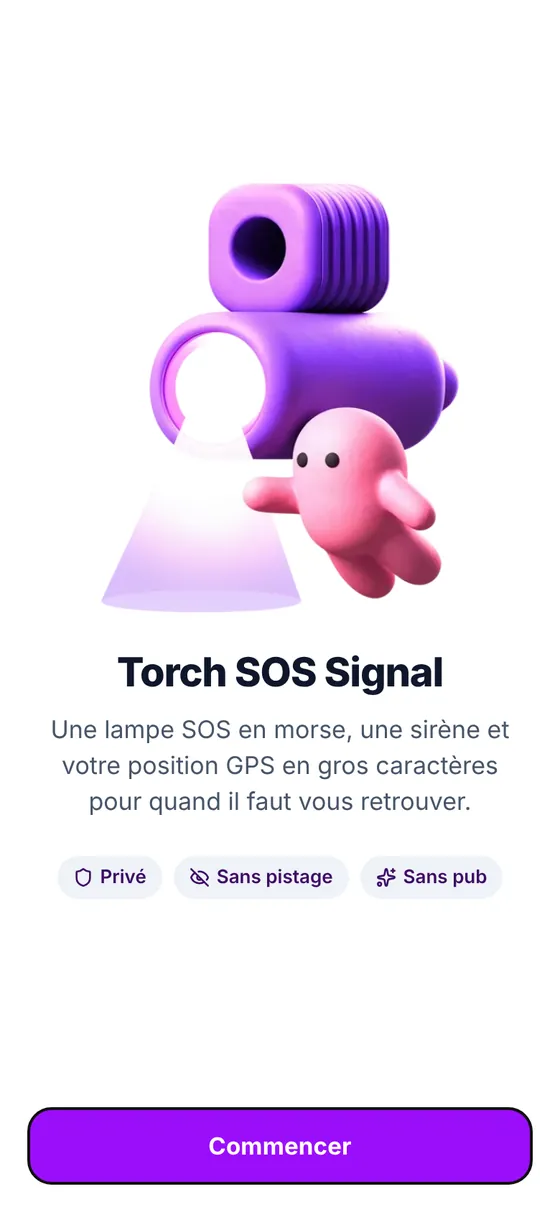 Torch SOS Signal
Une lampe SOS en morse, une sirène et
votre position GPS en gros caractères
pour quand il faut vous retrouver.
Privé
Sans pistage
Sans pub
Commencer